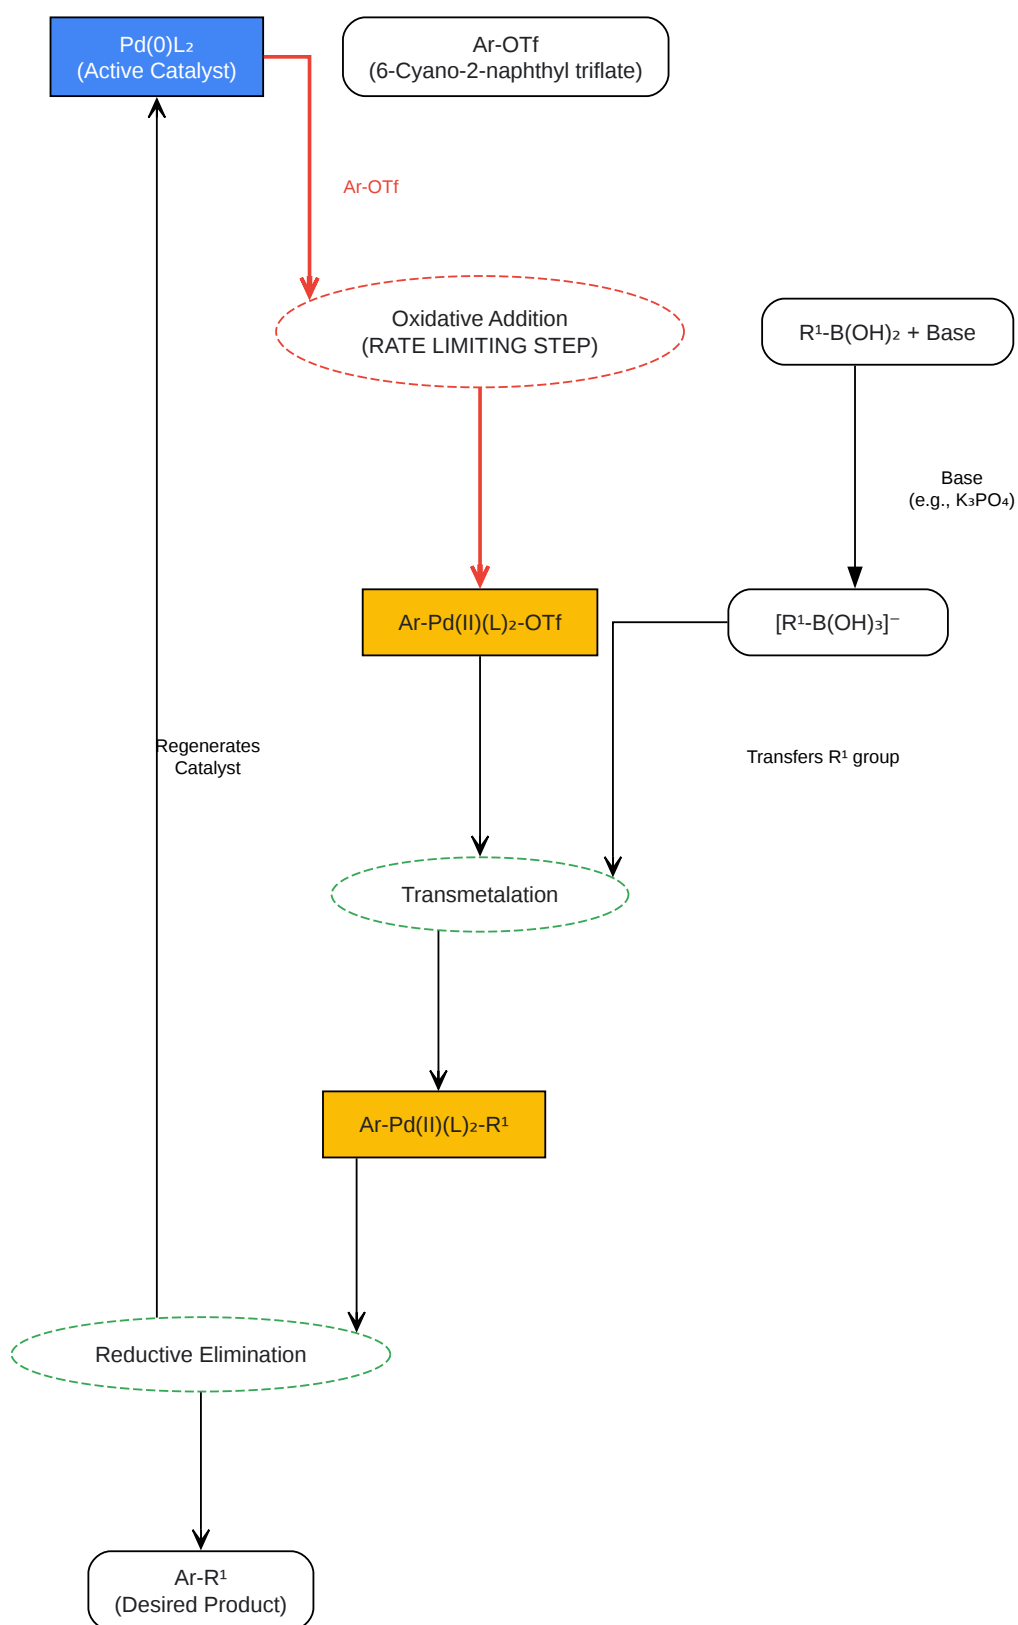 Pd(0)L₂
(Active Catalyst)
Ar-OTf
(6-Cyano-2-naphthyl triflate)
Ar-OTf
Oxidative Addition
(RATE LIMITING STEP)
R¹-B(OH)₂ + Base
Base
(e.g., K₃PO₄)
Ar-Pd(II)(L)₂-OTf
[R¹-B(OH)₃]⁻
Regenerates
Catalyst
Transfers R¹ group
Transmetalation
Ar-Pd(II)(L)₂-R¹
Reductive Elimination
Ar-R¹
(Desired Product)